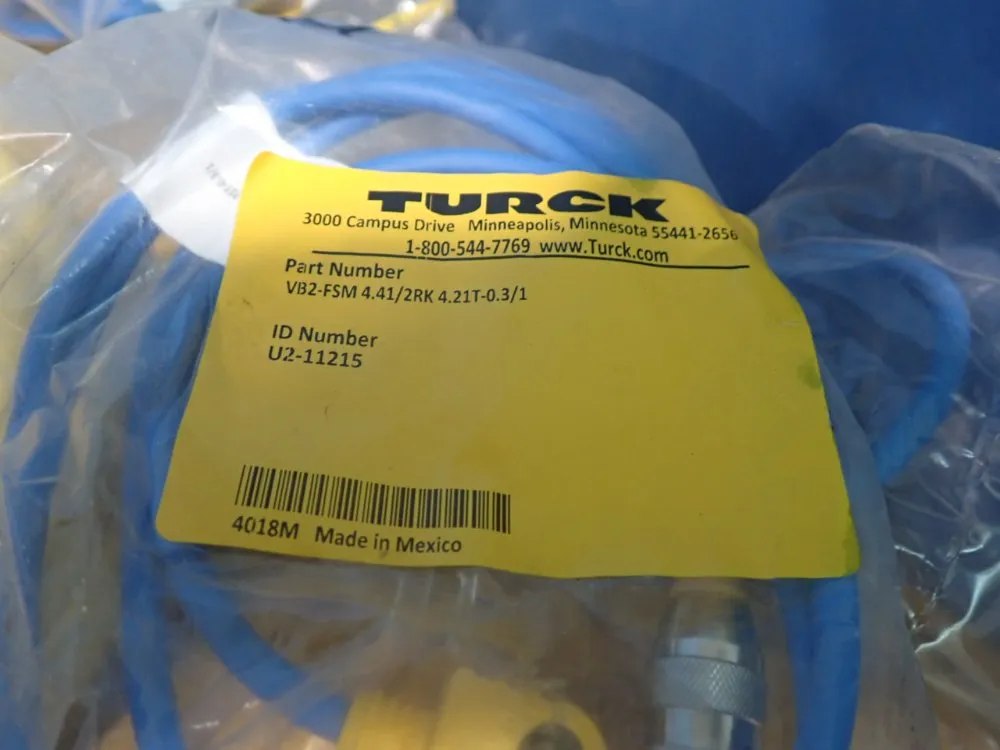 TURCK
3000 Campus Drive Minneapolis, Minnesota 55441-2656
1-800-544-7769 www.Turck.com
Part Number
VB2-FSM 4.41/2RK 4.21T-0.3/1
ID Number
U2-11215
4018M Made in Mexico